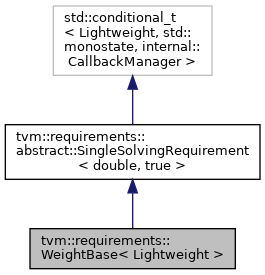 std::conditional_t
< Lightweight, std::
monostate, internal::
CallbackManager >
tvm::requirements::
abstract::SingleSolvingRequirement
< double, true >
tvm::requirements::
WeightBase< Lightweight >